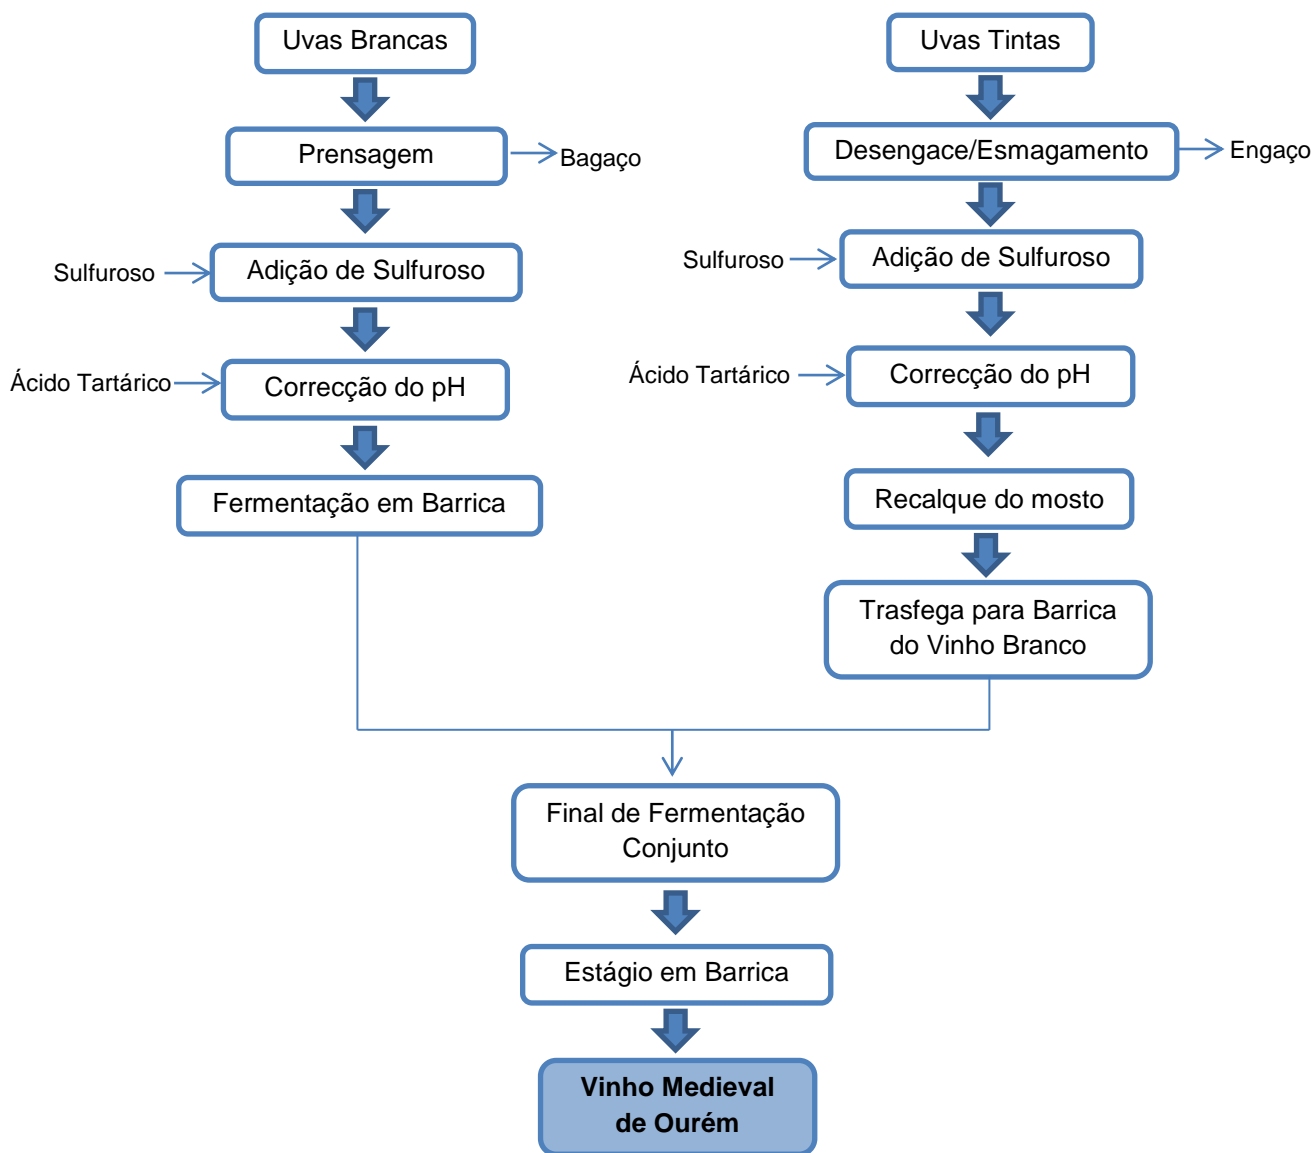 Uvas Brancas
Prensagem
Bagaço
Sulfuroso
Adição de Sulfuroso
Ácido Tartárico
Correcção do pH
Fermentação em Barrica
Uvas Tintas
Desengace/Esmagamento
Engaço
Sulfuroso
Adição de Sulfuroso
Ácido Tartárico
Correcção do pH
Recalque do mosto
Trasfega para Barrica
do Vinho Branco
Final de Fermentação
Conjunto
Estágio em Barrica
Vinho Medieval
de Ourém